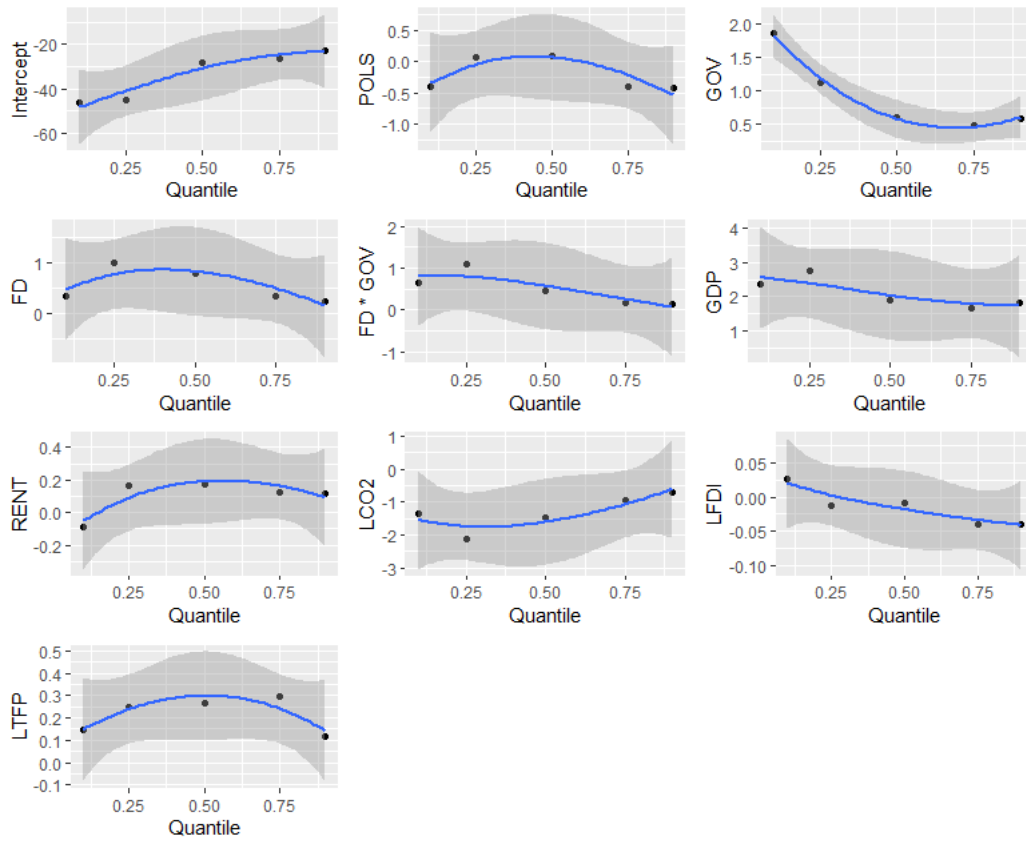 Intercept
-20
-40
-60
0.25 0.50 0.75
Quantile
POLS
0.5
0.0
-0.5
-1.0
0.25 0.50 0.75
Quantile
GOV
2.0
1.5
1.0
0.5
0.25 0.50 0.75
Quantile
FD
1
0
0.25 0.50 0.75
Quantile
FD * GOV
2
1
0
-1
0.25 0.50 0.75
Quantile
GDP
4
3
2
1
0.25 0.50 0.75
Quantile
RENT
0.4
0.2
0.0
-0.2
0.25 0.50 0.75
Quantile
LCO2
1
0
-1
-2
-3
0.25 0.50 0.75
Quantile
LFDI
0.05
0.00
-0.05
-0.10
0.25 0.50 0.75
Quantile
LTFP
0.5
0.4
0.3
0.2
0.1
0.0
-0.1
0.25 0.50 0.75
Quantile